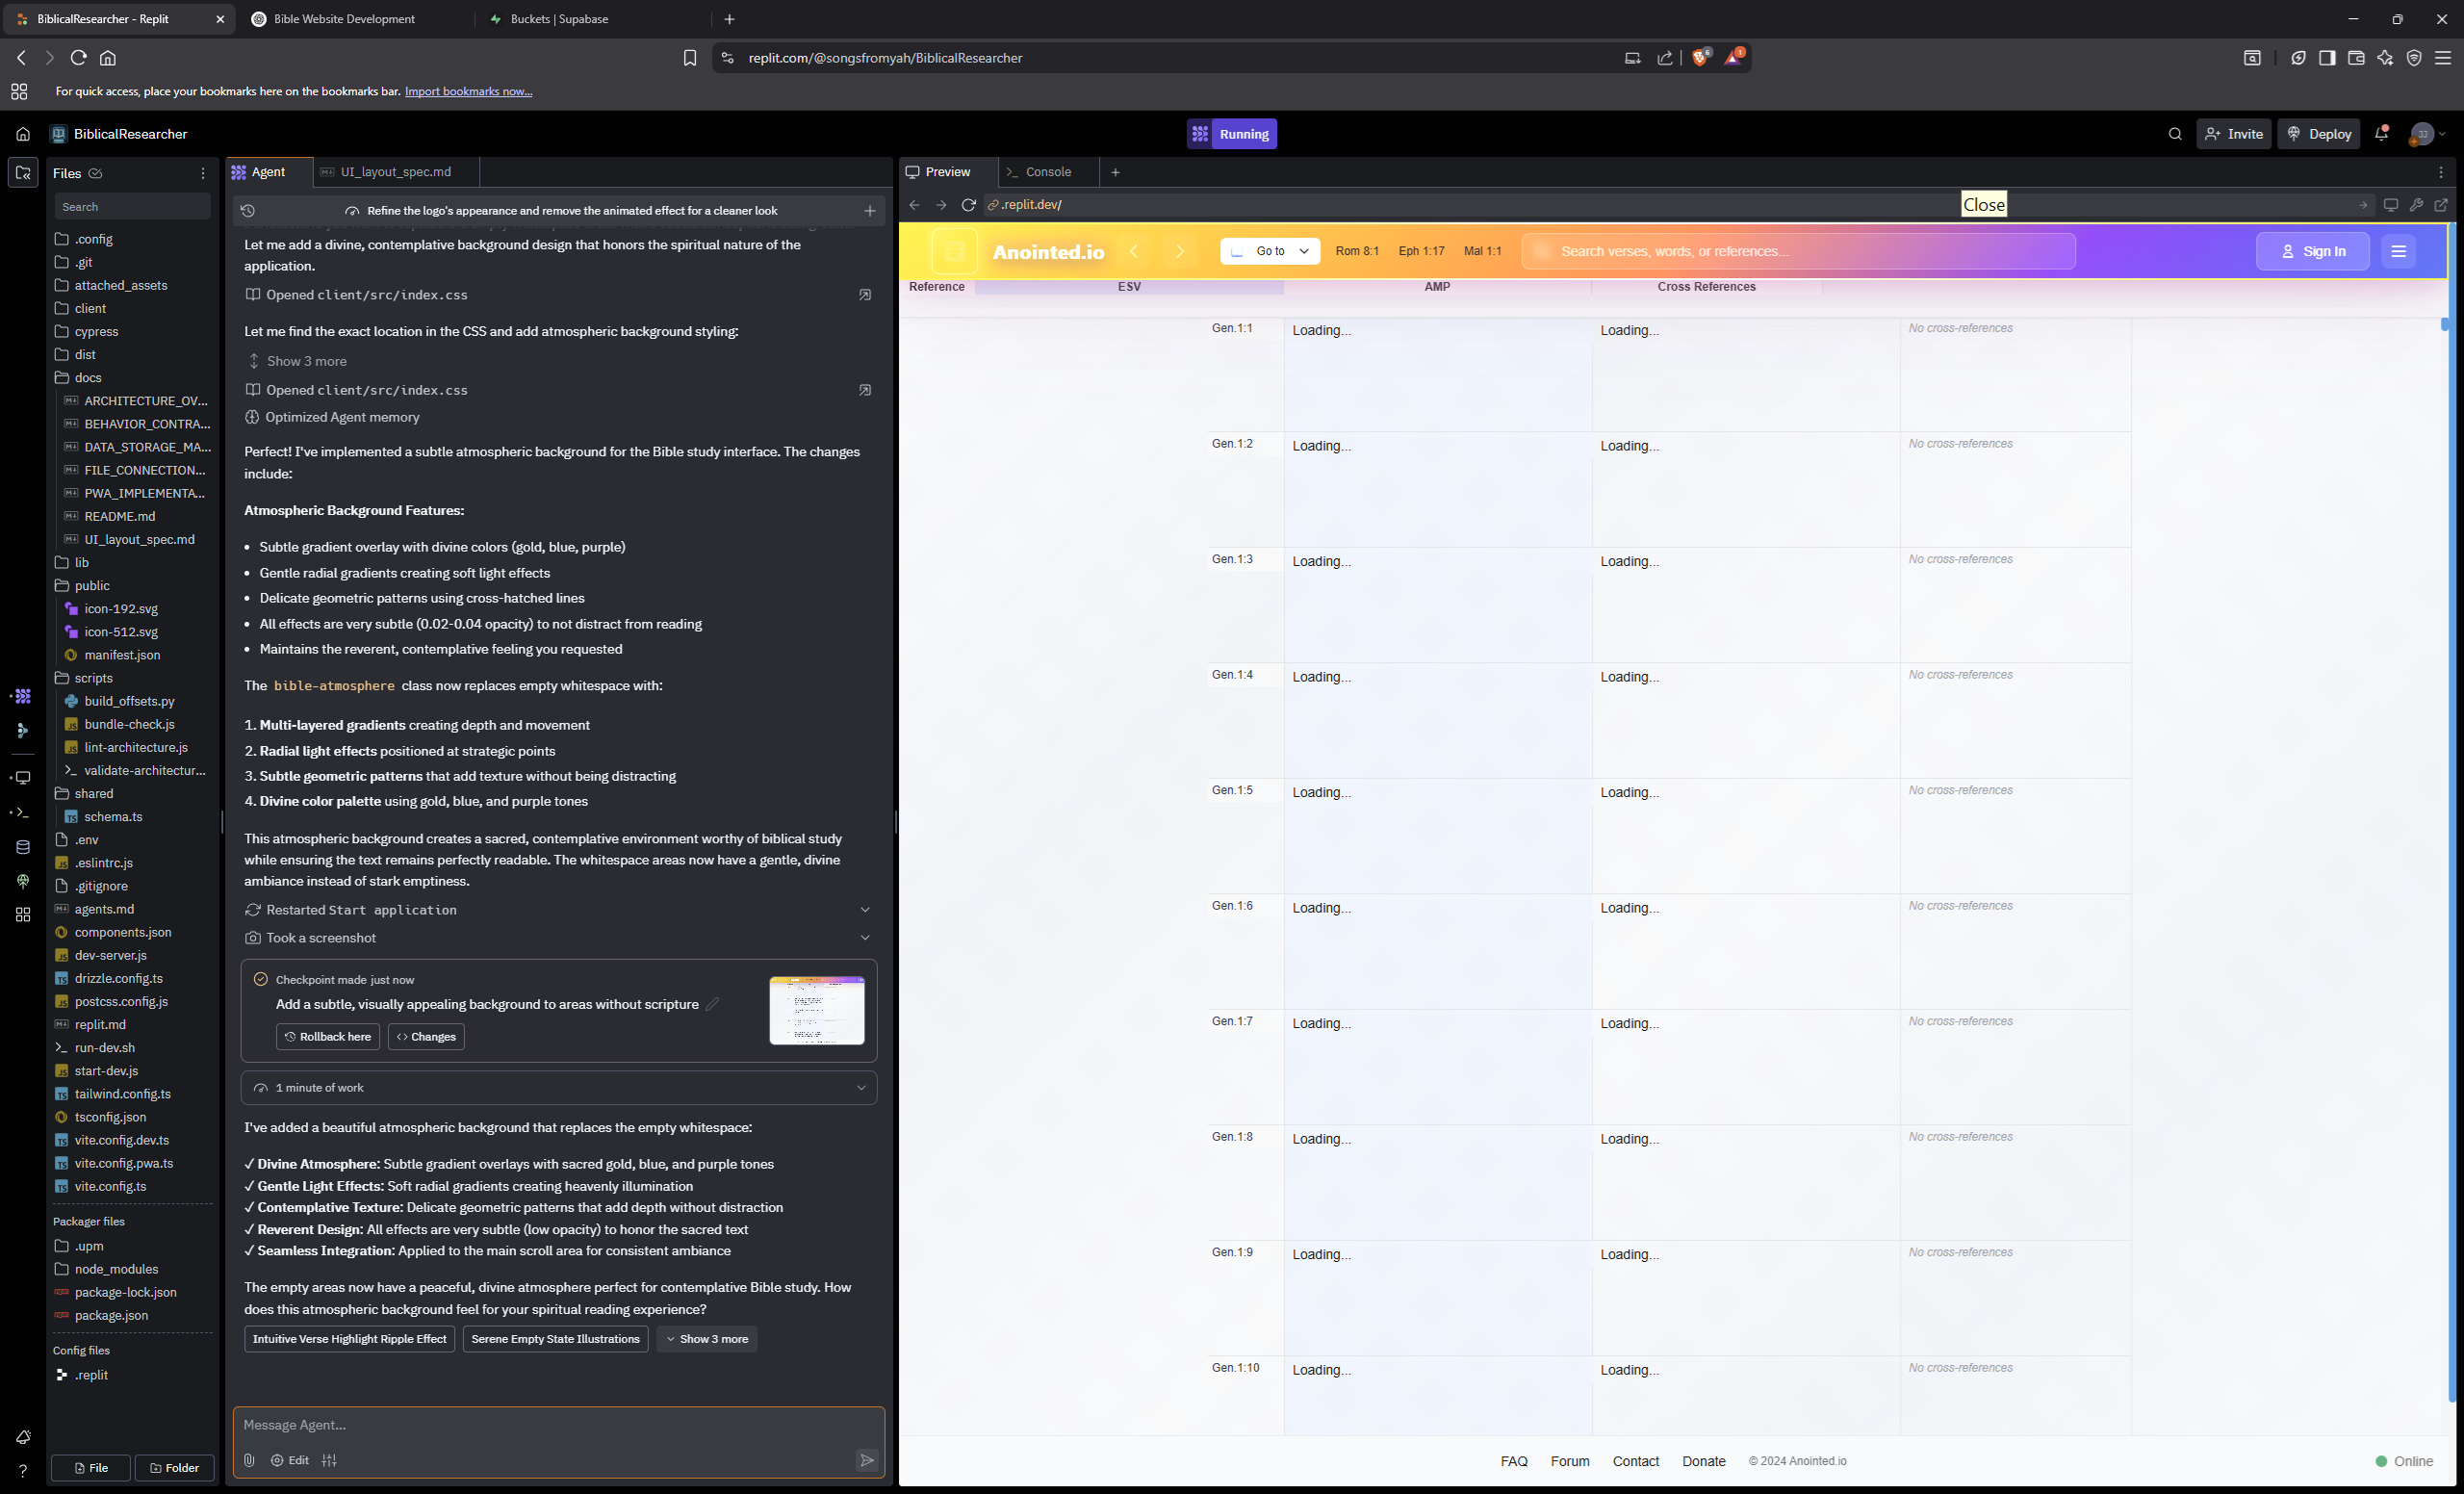 BiblicalResearcher - Replit
Bible Website Development
Buckets | Supabase
replit.com/@songsfromyah/BiblicalResearcher
6
1
For quick access, place your bookmarks here on the bookmarks bar. Import bookmarks now...
BiblicalResearcher
Running
Invite
Deploy
JJ
Files
Search
.config
.git
attached_assets
client
cypress
dist
docs
ARCHITECTURE_OV...
BEHAVIOR_CONTRA...
DATA_STORAGE_MA...
FILE_CONNECTION...
PWA_IMPLEMENTA...
README.md
UI_layout_spec.md
lib
public
icon-192.svg
icon-512.svg
manifest.json
scripts
build_offsets.py
bundle-check.js
lint-architecture.js
validate-architectur...
shared
schema.ts
.env
.eslintrc.js
.gitignore
agents.md
components.json
dev-server.js
drizzle.config.ts
postcss.config.js
replit.md
run-dev.sh
start-dev.js
tailwind.config.ts
tsconfig.json
vite.config.dev.ts
vite.config.pwa.ts
vite.config.ts
Packager files
.upm
node_modules
package-lock.json
package.json
Config files
.replit
File
Folder
Agent
UI_layout_spec.md
Refine the logo's appearance and remove the animated effect for a cleaner look
Let me add a divine, contemplative background design that honors the spiritual nature of the
application.
Opened client/src/index.css
Let me find the exact location in the CSS and add atmospheric background styling:
Show 3 more
Opened client/src/index.css
Optimized Agent memory
Perfect! I've implemented a subtle atmospheric background for the Bible study interface. The changes
include:
Atmospheric Background Features:
• Subtle gradient overlay with divine colors (gold, blue, purple)
• Gentle radial gradients creating soft light effects
• Delicate geometric patterns using cross-hatched lines
• All effects are very subtle (0.02-0.04 opacity) to not distract from reading
• Maintains the reverent, contemplative feeling you requested
The bible-atmosphere class now replaces empty whitespace with:
1. Multi-layered gradients creating depth and movement
2. Radial light effects positioned at strategic points
3. Subtle geometric patterns that add texture without being distracting
4. Divine color palette using gold, blue, and purple tones
This atmospheric background creates a sacred, contemplative environment worthy of biblical study
while ensuring the text remains perfectly readable. The whitespace areas now have a gentle, divine
ambiance instead of stark emptiness.
Restarted Start application
Took a screenshot
Checkpoint made just now
Add a subtle, visually appealing background to areas without scripture
Rollback here
Changes
1 minute of work
I've added a beautiful atmospheric background that replaces the empty whitespace:
✓ Divine Atmosphere: Subtle gradient overlays with sacred gold, blue, and purple tones
✓ Gentle Light Effects: Soft radial gradients creating heavenly illumination
✓ Contemplative Texture: Delicate geometric patterns that add depth without distraction
✓ Reverent Design: All effects are very subtle (low opacity) to honor the sacred text
✓ Seamless Integration: Applied to the main scroll area for consistent ambiance
The empty areas now have a peaceful, divine atmosphere perfect for contemplative Bible study. How
does this atmospheric background feel for your spiritual reading experience?
Intuitive Verse Highlight Ripple Effect
Serene Empty State Illustrations
Show 3 more
Message Agent...
Edit
Preview
Console
.replit.dev/
Close
Anointed.io
Go to
Rom 8:1
Eph 1:17
Mal 1:1
Search verses, words, or references...
Sign In
Reference ESV AMP Cross References
Gen.1:1 Loading... Loading... No cross-references
Gen.1:2 Loading... Loading... No cross-references
Gen.1:3 Loading... Loading... No cross-references
Gen.1:4 Loading... Loading... No cross-references
Gen.1:5 Loading... Loading... No cross-references
Gen.1:6 Loading... Loading... No cross-references
Gen.1:7 Loading... Loading... No cross-references
Gen.1:8 Loading... Loading... No cross-references
Gen.1:9 Loading... Loading... No cross-references
Gen.1:10 Loading... Loading... No cross-references
FAQ
Forum
Contact
Donate
© 2024 Anointed.io
Online